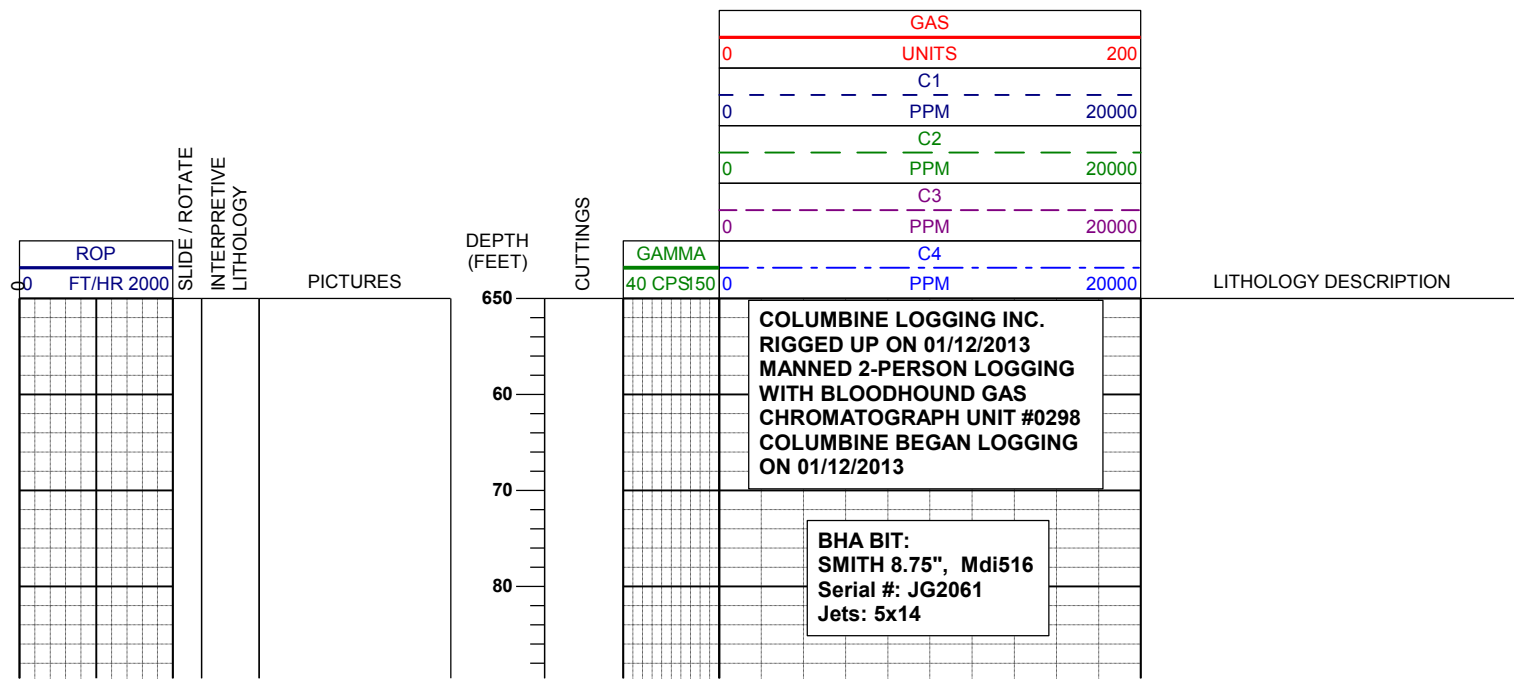 GAS
0 UNITS 200
C1
0 PPM 20000
C2
0 PPM 20000
C3
0 PPM 20000
C4
0 PPM 20000
ROP
0 FT/HR 2000
0
SLIDE / ROTATE
INTERPRETIVE
LITHOLOGY
PICTURES
DEPTH
(FEET)
CUTTINGS
GAMMA
40 CPS 150
LITHOLOGY DESCRIPTION
650
60
70
80
COLUMBINE LOGGING INC.
RIGGED UP ON 01/12/2013
MANNED 2-PERSON LOGGING
WITH BLOODHOUND GAS
CHROMATOGRAPH UNIT #0298
COLUMBINE BEGAN LOGGING
ON 01/12/2013
BHA BIT:
SMITH 8.75", Mdi516
Serial #: JG2061
Jets: 5x14